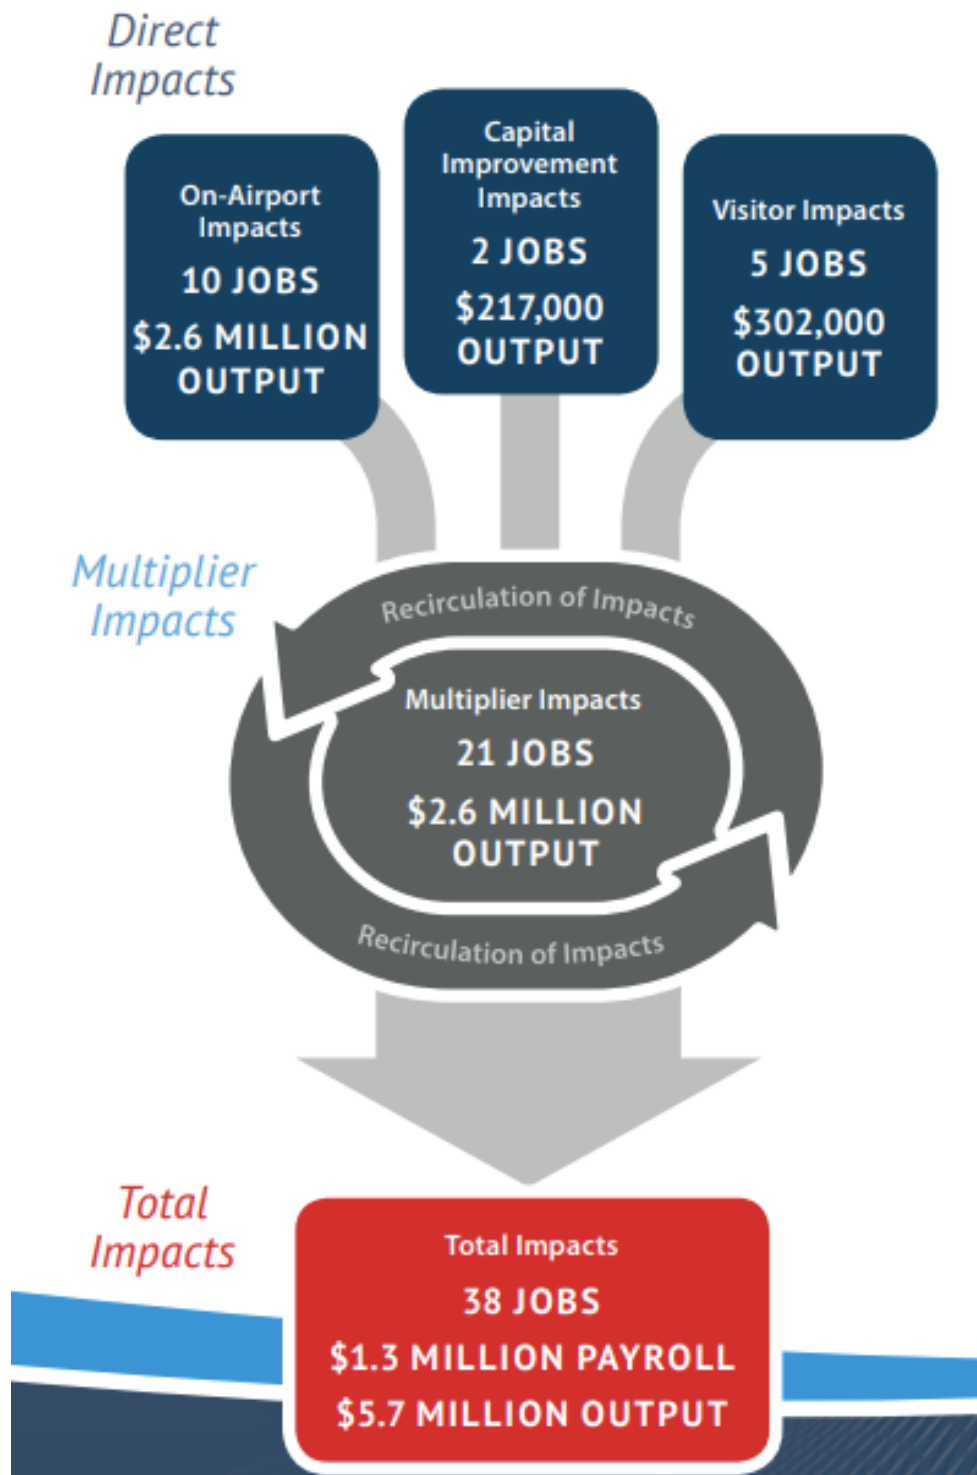 Direct
Impacts
On-Airport
Impacts
10 JOBS
$2.6 MILLION
OUTPUT
Capital
Improvement
Impacts
2 JOBS
$217,000
OUTPUT
Visitor Impacts
5 JOBS
$302,000
OUTPUT
Multiplier
Impacts
Recirculation of Impacts
Multiplier Impacts
21 JOBS
$2.6 MILLION
OUTPUT
Recirculation of Impacts
Total
Impacts
Total Impacts
38 JOBS
$1.3 MILLION PAYROLL
$5.7 MILLION OUTPUT